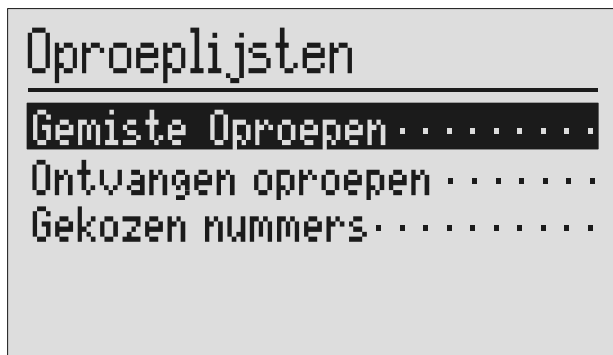 Oproeplijsten
Gemiste Oproepen . . . . . . . . .
Ontvangen oproepen . . . . . . .
Gekozen nummers . . . . . . . . . .